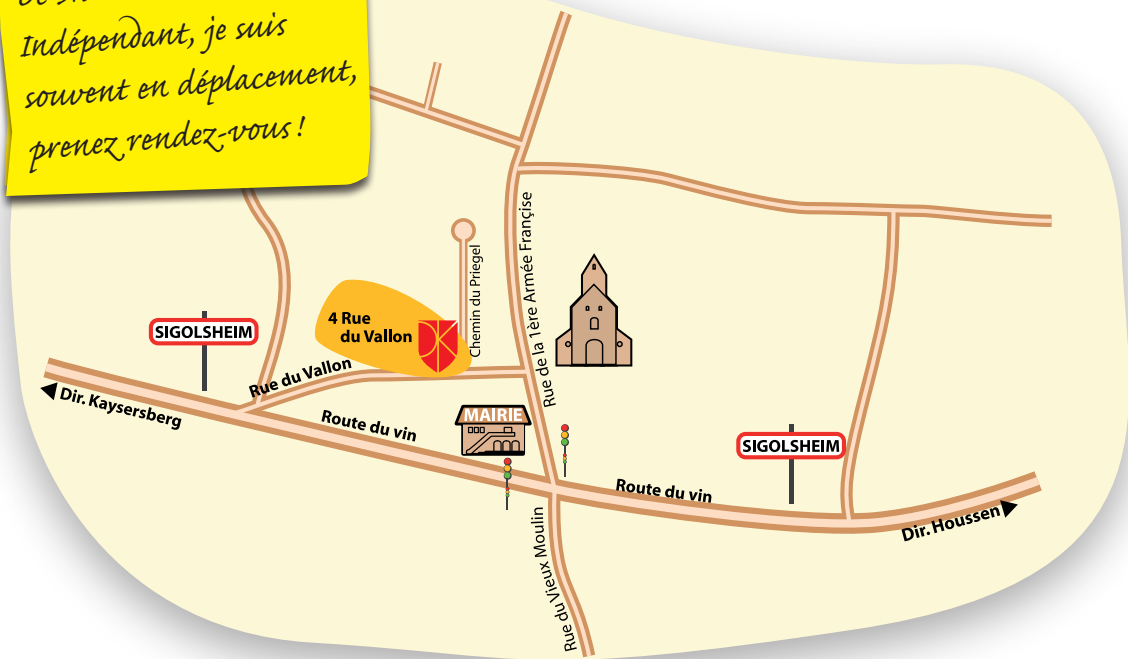 Indépendant, je suis
souvent en déplacement,
prenez rendez-vous !
Rue de la 1ère Armée Françise
Chemin du Priegel
4 Rue
du Vallon
SIGOLSHEIM
Rue du Vallon
Dir. Kaysersberg
Route du vin
MAIRIE
SIGOLSHEIM
Route du vin
Dir. Houssen
Rue du Vieux Moulin